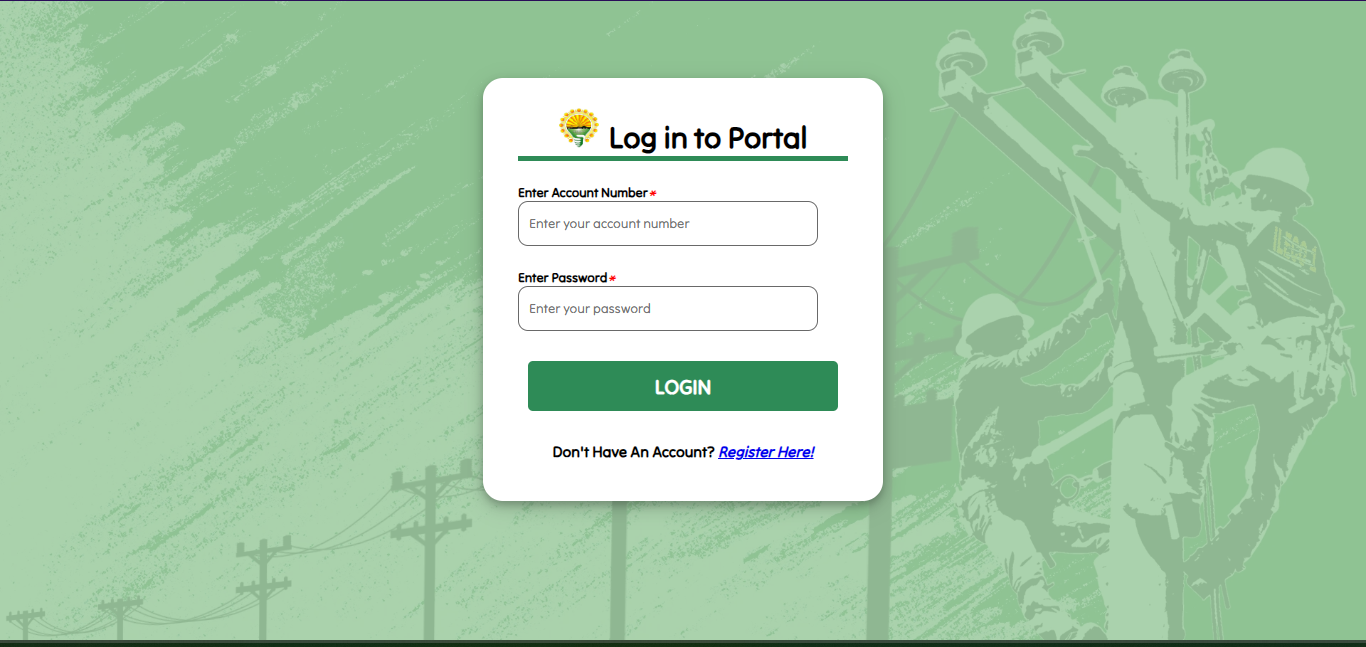 Log in to Portal
Enter Account Number*
Enter your account number
Enter Password*
Enter your password
LOGIN
Don't Have An Account? Register Here!